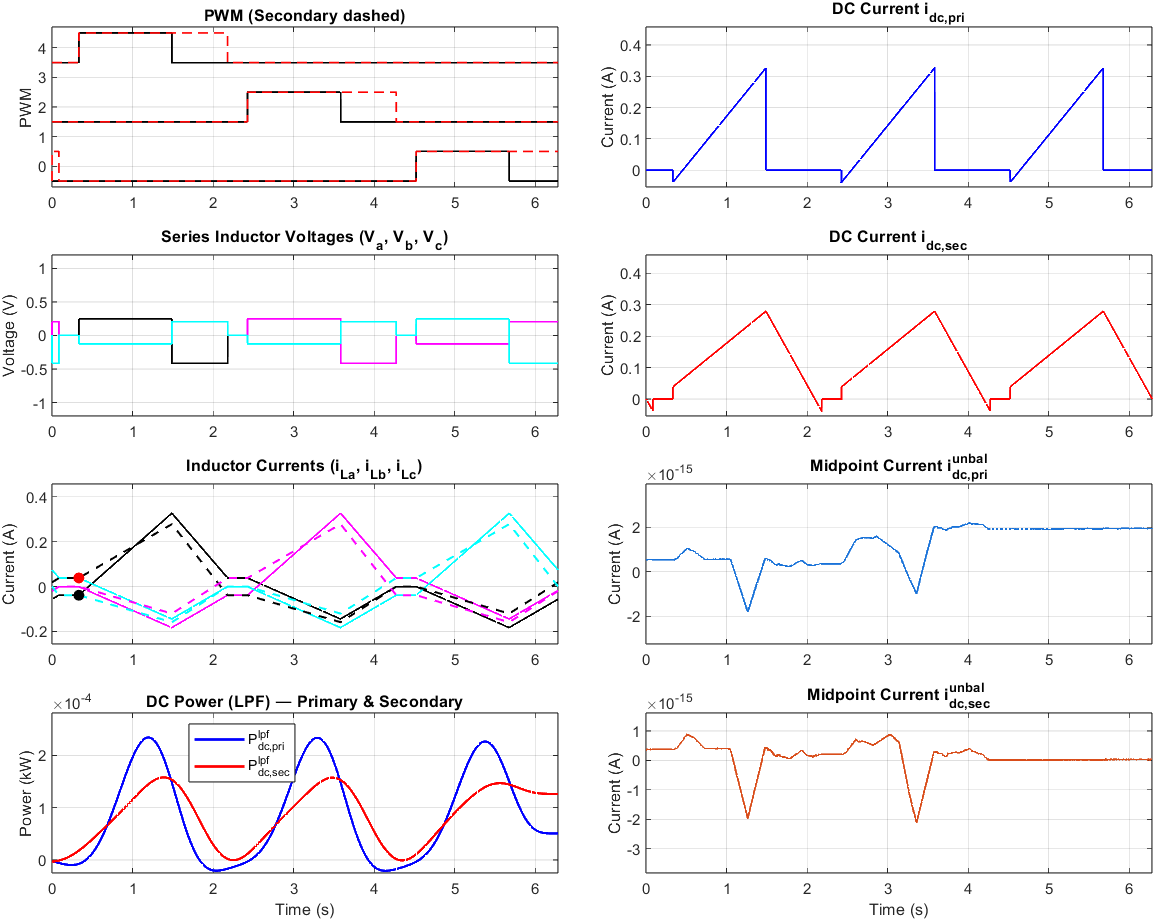 PWM (Secondary dashed)
PWM
4
3
2
1
0
0 1 2 3 4 5 6
DC Current i_dc,pri
Current (A)
0.4
0.3
0.2
0.1
0
0 1 2 3 4 5 6
Series Inductor Voltages (V_a, V_b, V_c)
Voltage (V)
1
0.5
0
-0.5
-1
0 1 2 3 4 5 6
DC Current i_dc,sec
Current (A)
0.4
0.3
0.2
0.1
0
0 1 2 3 4 5 6
Inductor Currents (i_La, i_Lb, i_Lc)
Current (A)
0.4
0.2
0
-0.2
0 1 2 3 4 5 6
Midpoint Current i_dc,pri^unbal
×10^-15
Current (A)
2
0
-2
0 1 2 3 4 5 6
DC Power (LPF) — Primary & Secondary
×10^-4
Power (kW)
2
1
0
P_dc,pri^lpf
P_dc,sec^lpf
0 1 2 3 4 5 6
Time (s)
Midpoint Current i_dc,sec^unbal
×10^-15
Current (A)
1
0
-1
-2
-3
0 1 2 3 4 5 6
Time (s)